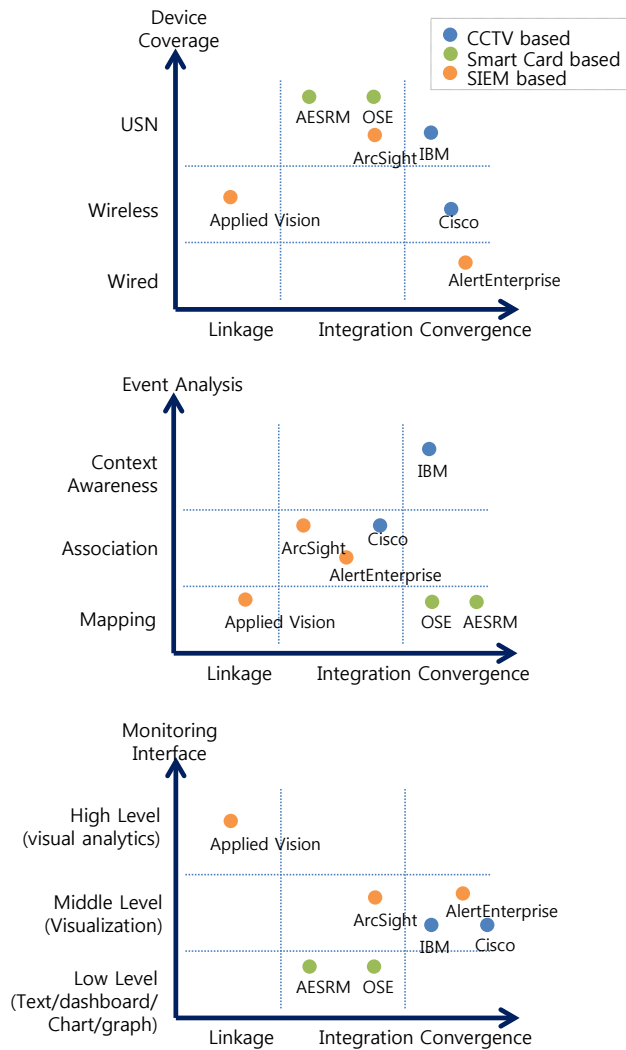 Device
Coverage
CCTV based
Smart Card based
SIEM based
USN
AESRM OSE
ArcSight IBM
Wireless
Applied Vision Cisco
Wired
AlertEnterprise
Linkage Integration Convergence
Event Analysis
Context
Awareness
IBM
Association
ArcSight Cisco
AlertEnterprise
Mapping
Applied Vision OSE AESRM
Linkage Integration Convergence
Monitoring
Interface
High Level
(visual analytics)
Applied Vision
Middle Level
(Visualization)
ArcSight AlertEnterprise
IBM Cisco
Low Level
(Text/dashboard/
Chart/graph)
AESRM OSE
Linkage Integration Convergence